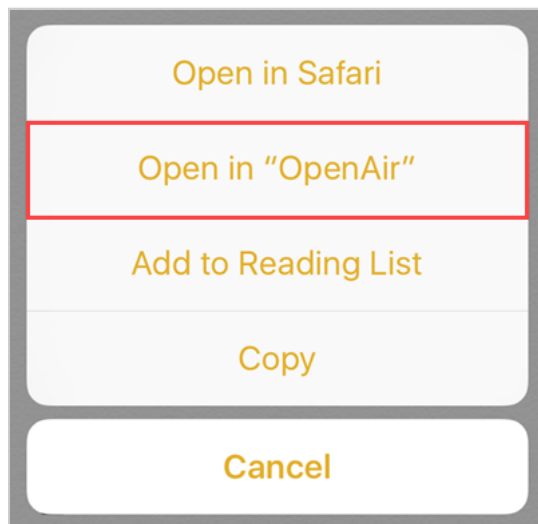 Open in Safari
Open in “OpenAir”
Add to Reading List
Copy
Cancel